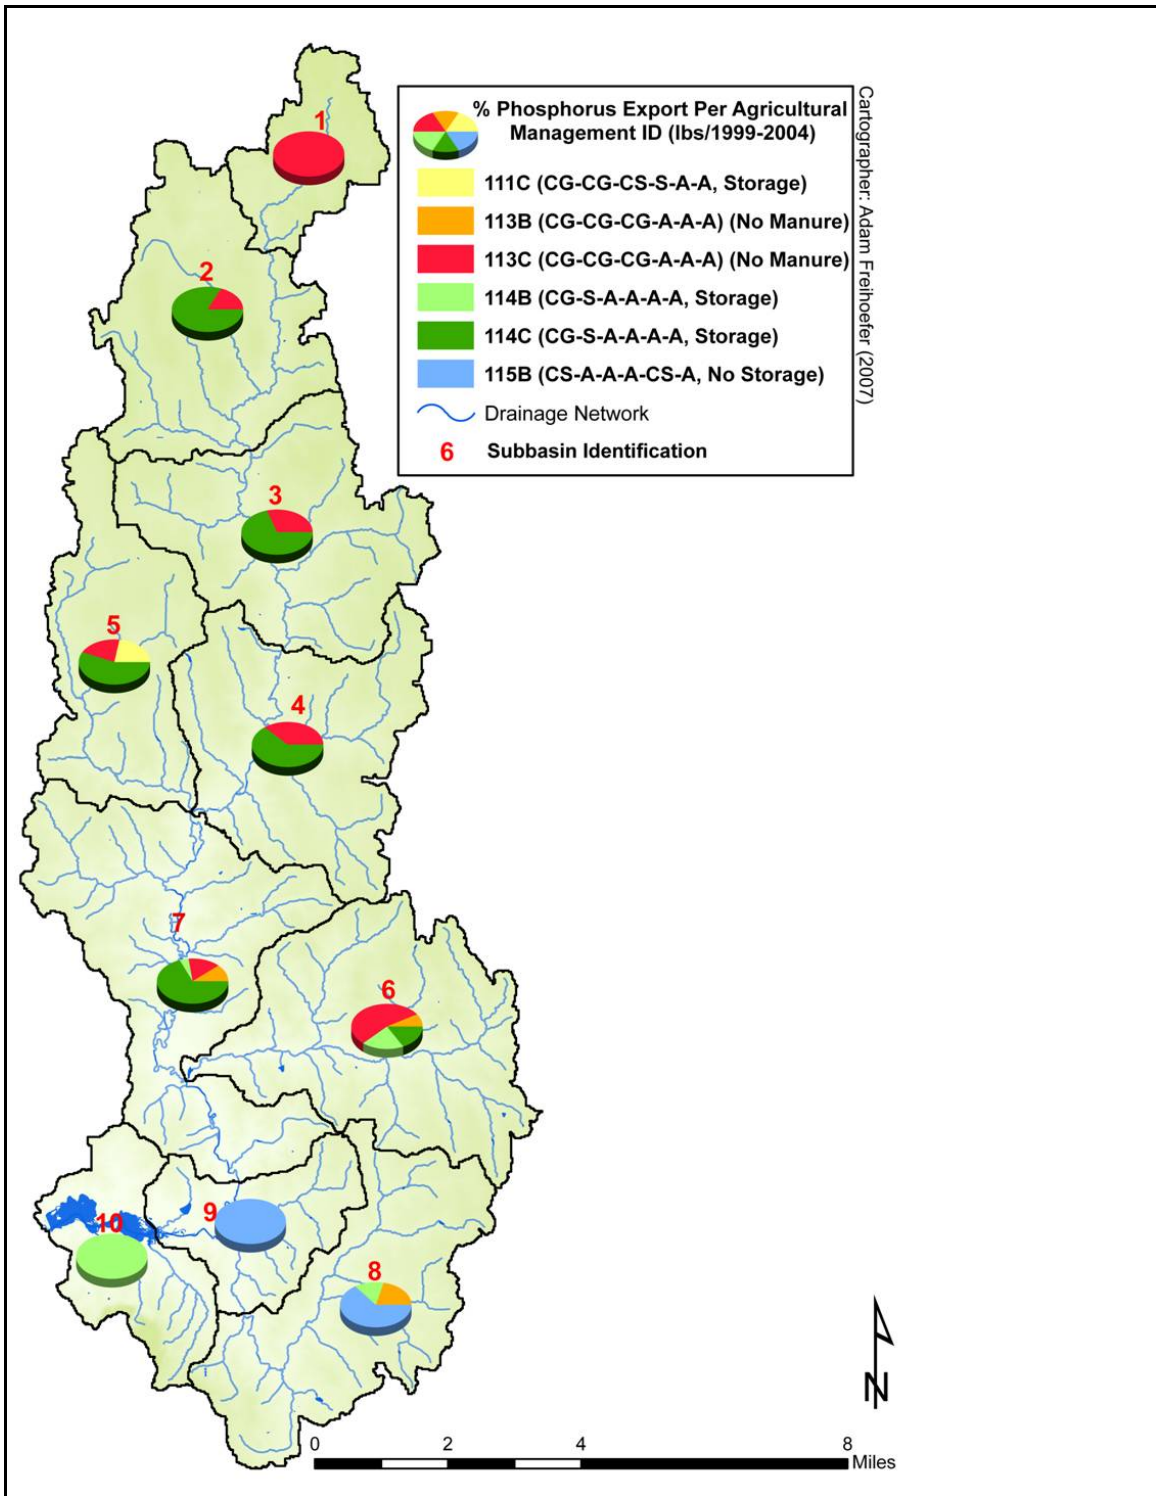 % Phosphorus Export Per Agricultural
Management ID (lbs/1999-2004)
111C (CG-CG-CS-S-A-A, Storage)
113B (CG-CG-CG-A-A-A) (No Manure)
113C (CG-CG-CG-A-A-A) (No Manure)
114B (CG-S-A-A-A-A, Storage)
114C (CG-S-A-A-A-A, Storage)
115B (CS-A-A-A-CS-A, No Storage)
Drainage Network
6 Subbasin Identification
Cartographer: Adam Freihoefer (2007)
1
2
3
5
4
7
6
9
10
8
N
0 2 4 8
Miles